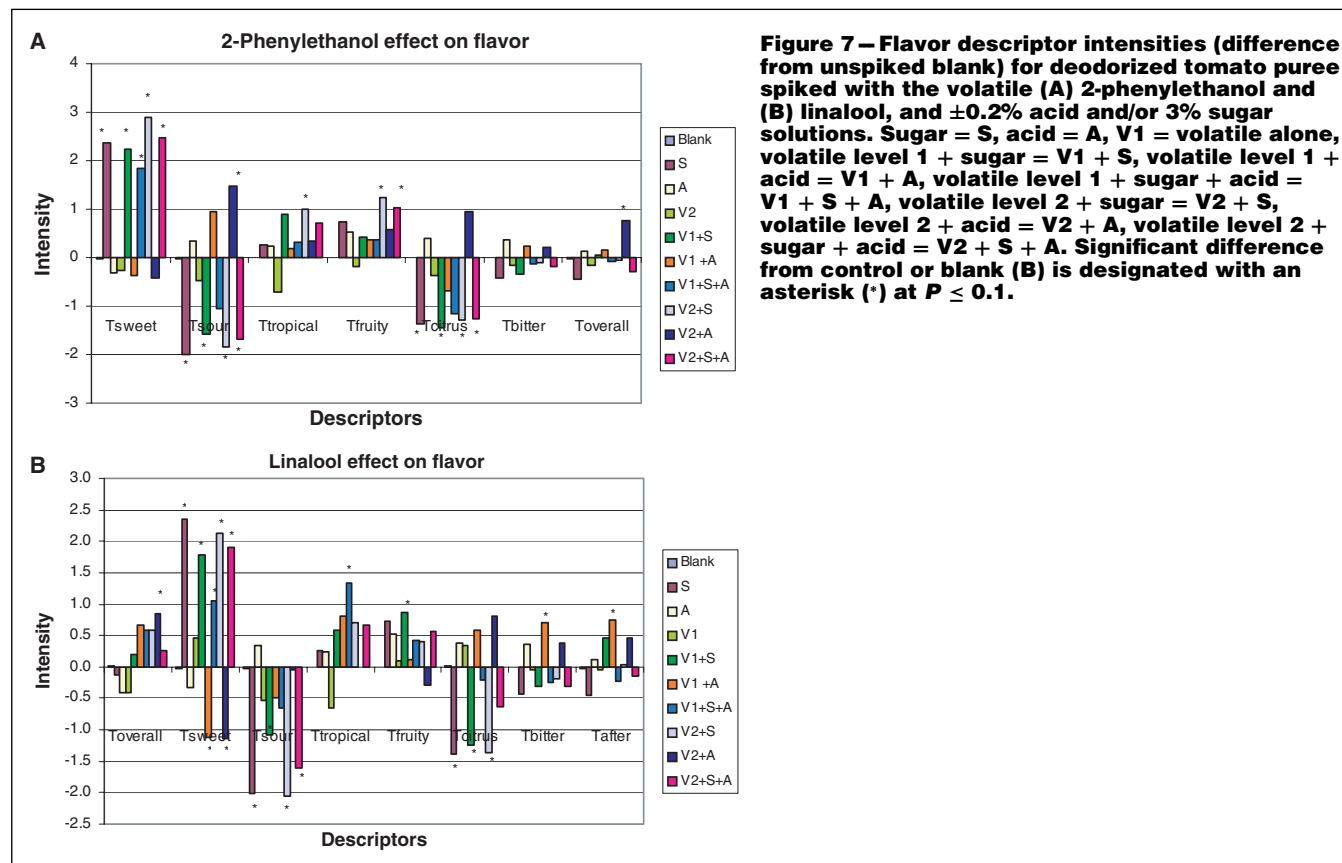 A
2-Phenylethanol effect on flavor
4
3
2
1
0
-1
-2
-3
Intensity
* * * * *
* * * * *
* * * *
* * * * *
Tsweet Tsour Ttropical Tfruity Tcitrus Tbitter Toverall
Descriptors
Blank
S
A
V2
V1+S
V1 +A
V1+S+A
V2+S
V2+A
V2+S+A
B
Linalool effect on flavor
3.0
2.5
2.0
1.5
1.0
0.5
0.0
-0.5
-1.0
-1.5
-2.0
-2.5
Intensity
Toverall Tsweet Tsour Ttropical Tfruity Tcitrus Tbitter Tafter
Descriptors
Blank
S
A
V1
V1+S
V1 +A
V1+S+A
V2+S
V2+A
V2+S+A
Figure 7—Flavor descriptor intensities (difference
from unspiked blank) for deodorized tomato puree
spiked with the volatile (A) 2-phenylethanol and
(B) linalool, and ±0.2% acid and/or 3% sugar
solutions. Sugar = S, acid = A, V1 = volatile alone,
volatile level 1 + sugar = V1 + S, volatile level 1 +
acid = V1 + A, volatile level 1 + sugar + acid =
V1 + S + A, volatile level 2 + sugar = V2 + S,
volatile level 2 + acid = V2 + A, volatile level 2 +
sugar + acid = V2 + S + A. Significant difference
from control or blank (B) is designated with an
asterisk (*) at P ≤ 0.1.